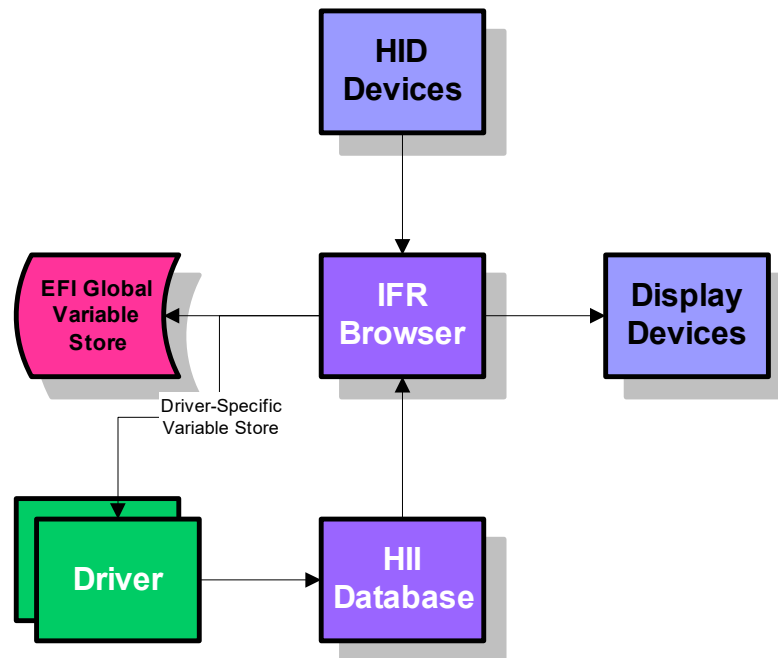 HID
Devices
EFI Global
Variable
Store
IFR
Browser
Display
Devices
Driver-Specific
Variable Store
Driver
HII
Database